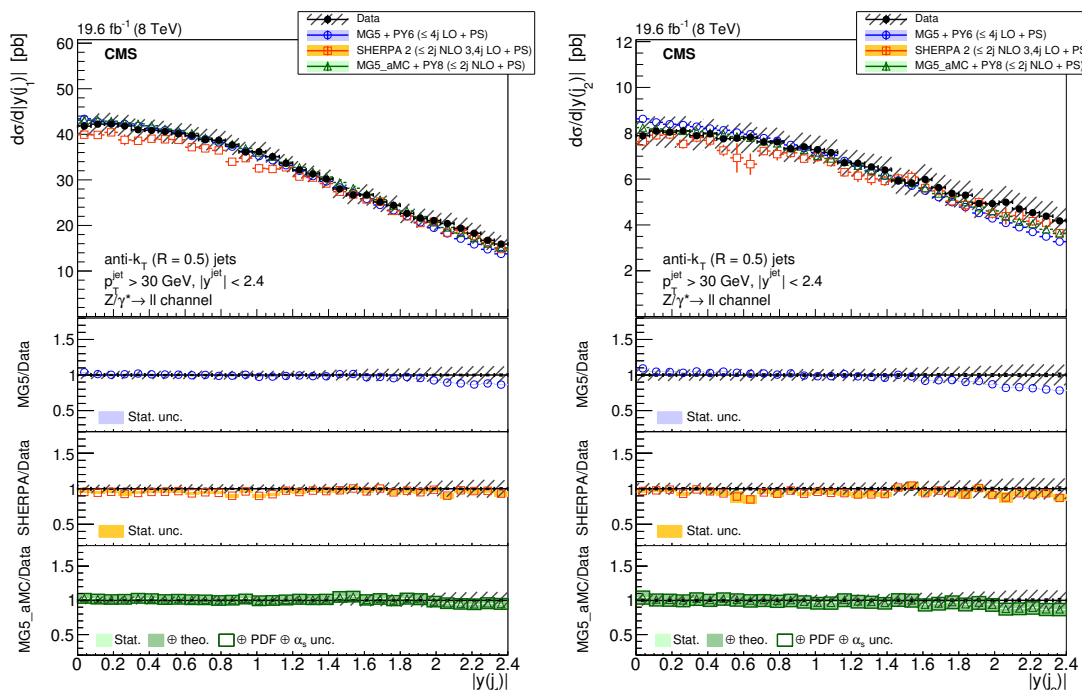 19.6 fb⁻¹ (8 TeV)
Data
MG5 + PY6 (≤ 4j LO + PS)
SHERPA 2 (≤ 2j NLO 3,4j LO + PS)
MG5_aMC + PY8 (≤ 2j NLO + PS)
CMS
dσ/d|y(j₁)| [pb]
60
50
40
30
20
10
anti-k_T (R = 0.5) jets
p_T^jet > 30 GeV, |y^jet| < 2.4
Z/γ*→ ll channel
MG5/Data
1.5
1
0.5
Stat. unc.
SHERPA/Data
1.5
1
0.5
Stat. unc.
MG5_aMC/Data
1.5
1
0.5
Stat. ⊕ theo. ⊕ PDF ⊕ α_s unc.
0 0.2 0.4 0.6 0.8 1 1.2 1.4 1.6 1.8 2 2.2 2.4
|y(j
19.6 fb⁻¹ (8 TeV)
Data
MG5 + PY6 (≤ 4j LO + PS)
SHERPA 2 (≤ 2j NLO 3,4j LO + PS)
MG5_aMC + PY8 (≤ 2j NLO + PS)
CMS
dσ/d|y(j₂)| [pb]
12
10
8
6
4
2
0
anti-k_T (R = 0.5) jets
p_T^jet > 30 GeV, |y^jet| < 2.4
Z/γ*→ ll channel
MG5/Data
1.5
1
0.5
Stat. unc.
SHERPA/Data
1.5
1
0.5
Stat. unc.
MG5_aMC/Data
1.5
1
0.5
Stat. ⊕ theo. ⊕ PDF ⊕ α_s unc.
0 0.2 0.4 0.6 0.8 1 1.2 1.4 1.6 1.8 2 2.2 2.4
|y(j